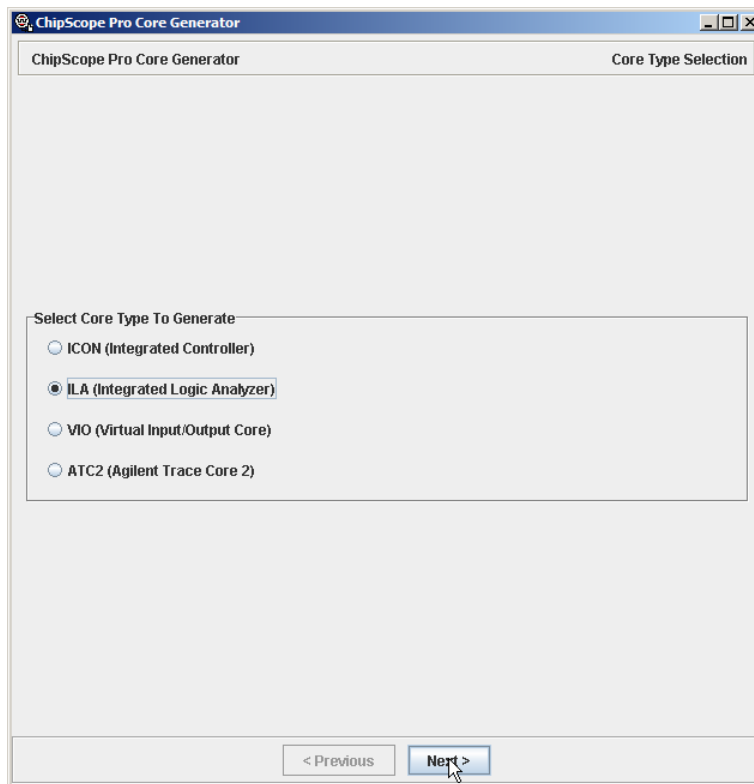 ChipScope Pro Core Generator
ChipScope Pro Core Generator Core Type Selection
Select Core Type To Generate
ICON (Integrated Controller)
ILA (Integrated Logic Analyzer)
VIO (Virtual Input/Output Core)
ATC2 (Agilent Trace Core 2)
< Previous Next >